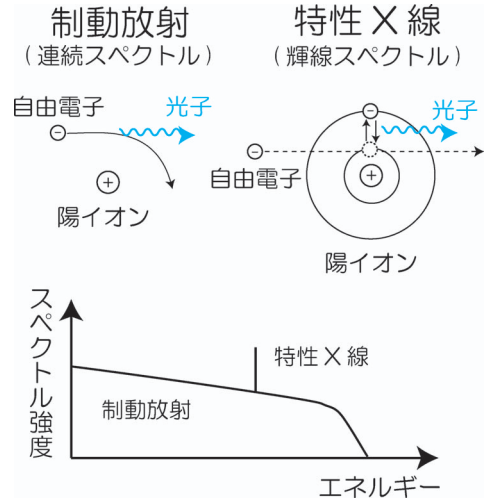 制動放射
(連続スペクトル)
自由電子
光子
陽イオン
特性X線
(輝線スペクトル)
光子
自由電子
陽イオン
スペクトル強度
特性X線
制動放射
エネルギー